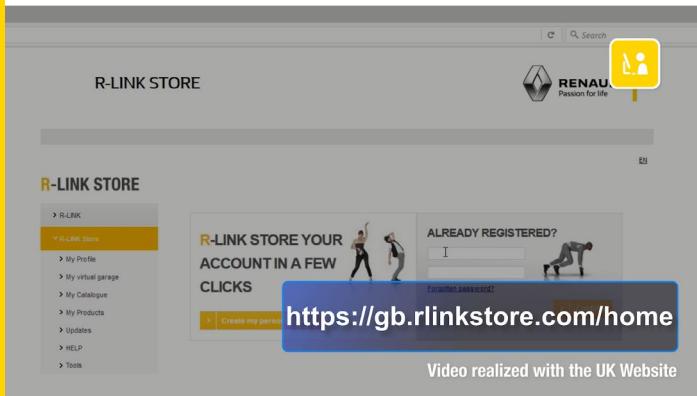 Search
R-LINK STORE
RENAU
Passion for life
EN
R-LINK STORE
R-LINK
R-LINK Store
My Profile
My virtual garage
My Catalogue
My Products
Updates
HELP
Tools
R-LINK STORE YOUR
ACCOUNT IN A FEW
CLICKS
Create my perso
ALREADY REGISTERED?
Forgotten password?
https://gb.rlinkstore.com/home
Video realized with the UK Website